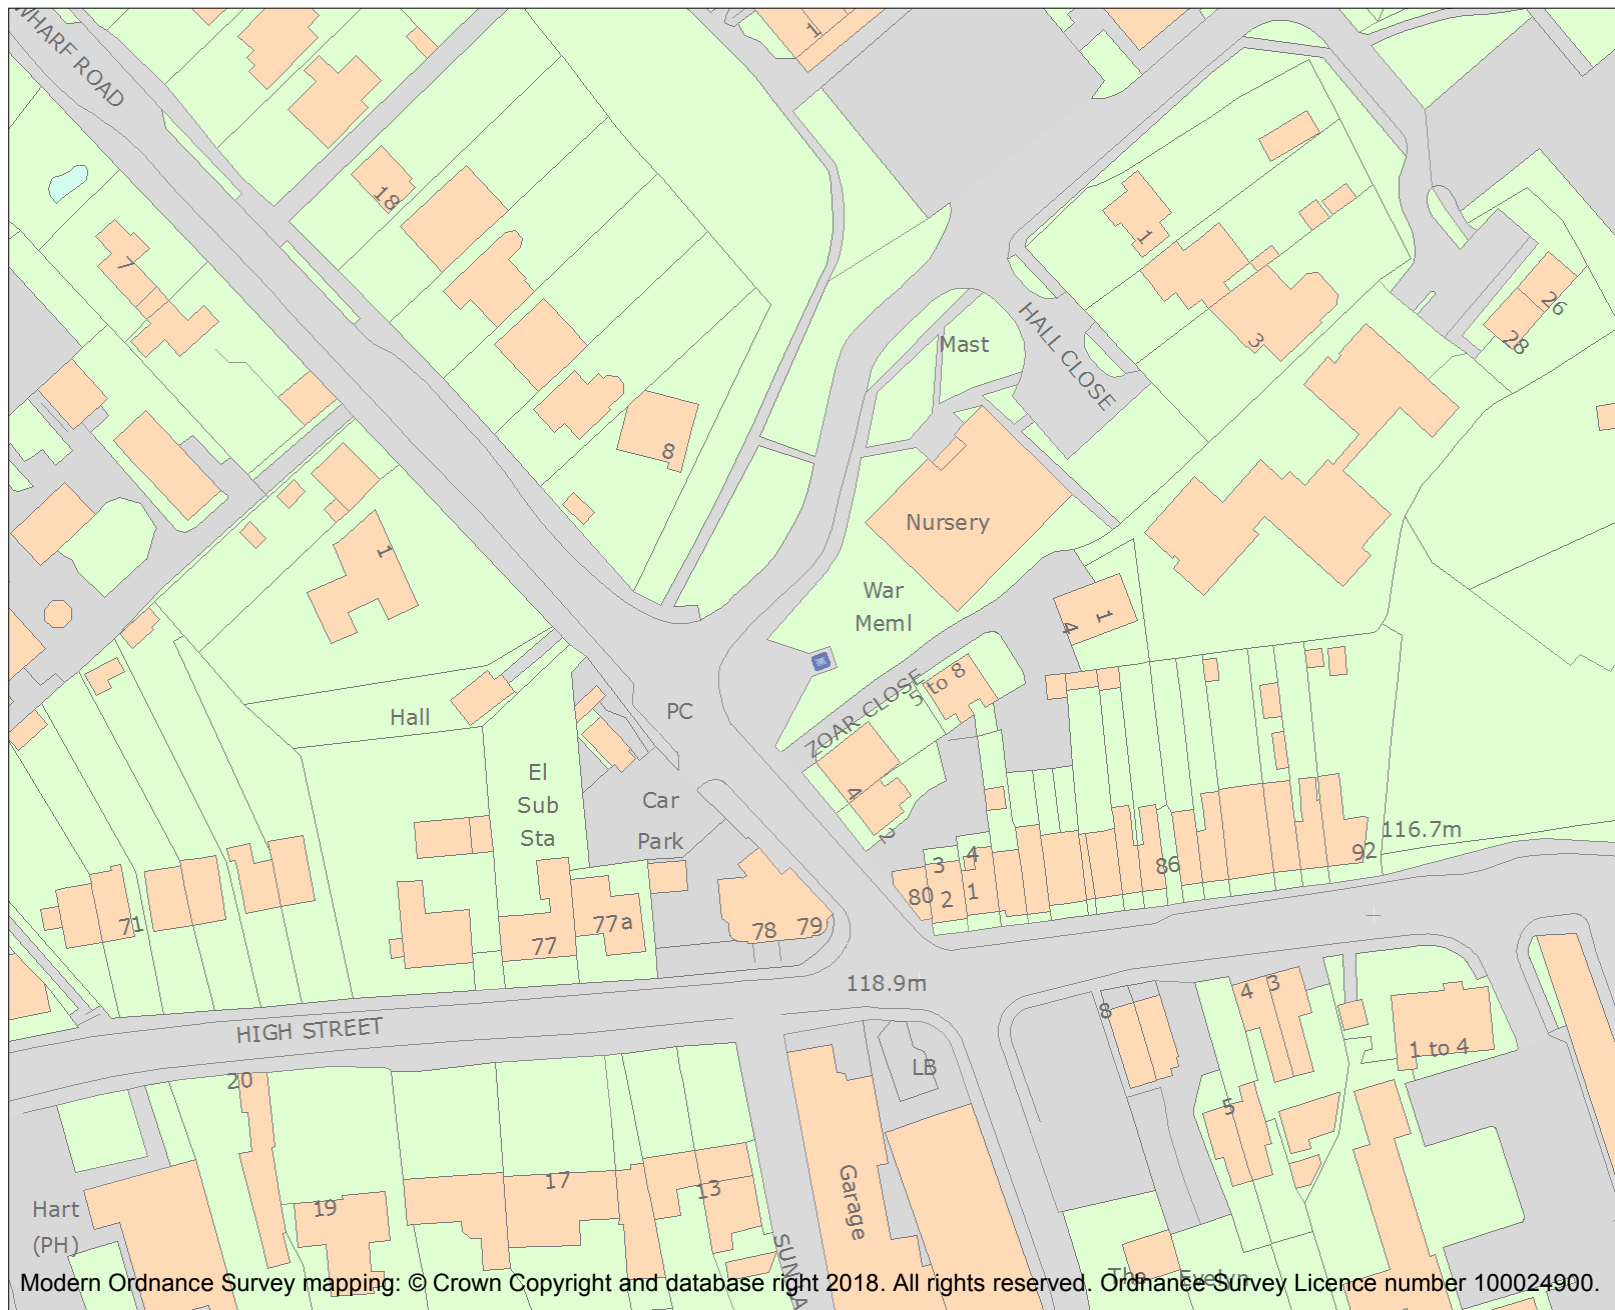 WHARF ROAD
1
18
7
1
26
28
3
HALL CLOSE
Mast
8
Nursery
1
War
Meml
1
4
5 to 8
ZOAR CLOSE
Hall
PC
El
Sub
Sta
Car
Park
4
2
116.7m
92
86
3
4
80
2
1
71
77
77a
78
79
118.9m
HIGH STREET
8
4
3
1 to 4
LB
5
20
17
13
19
Garage
Hart
(PH)
The Evelyn
Modern Ordnance Survey mapping: © Crown Copyright and database right 2018. All rights reserved. Ordnance Survey Licence number 100024900.